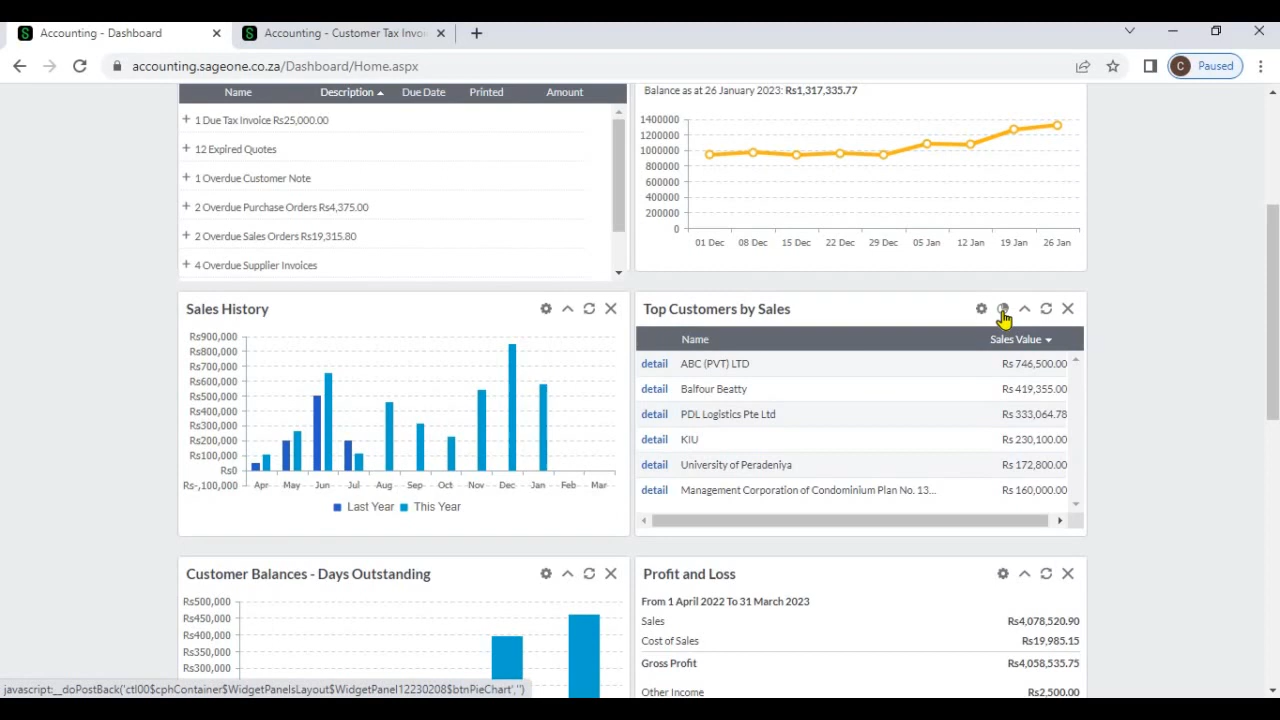 Accounting - Dashboard
Accounting - Customer Tax Invoi
accounting.sageone.co.za/Dashboard/Home.aspx
C Paused
Name Description Due Date Printed Amount
+ 1 Due Tax Invoice Rs25,000.00
+ 12 Expired Quotes
+ 1 Overdue Customer Note
+ 2 Overdue Purchase Orders Rs4,375.00
+ 2 Overdue Sales Orders Rs19,315.80
+ 4 Overdue Supplier Invoices
Balance as at 26 January 2023: Rs1,317,335.77
1400000
1200000
1000000
800000
600000
400000
200000
0
01 Dec 08 Dec 15 Dec 22 Dec 29 Dec 05 Jan 12 Jan 19 Jan 26 Jan
Sales History
Rs900,000
Rs800,000
Rs700,000
Rs600,000
Rs500,000
Rs400,000
Rs300,000
Rs200,000
Rs100,000
Rs0
Rs-,100,000
Apr May Jun Jul Aug Sep Oct Nov Dec Jan Feb Mar
Last Year This Year
Top Customers by Sales
Name Sales Value
detail ABC (PVT) LTD Rs 746,500.00
detail Balfour Beatty Rs 419,355.00
detail PDL Logistics Pte Ltd Rs 333,064.78
detail KIU Rs 230,100.00
detail University of Peradeniya Rs 172,800.00
detail Management Corporation of Condominium Plan No. 13... Rs 160,000.00
Customer Balances - Days Outstanding
Rs500,000
Rs450,000
Rs400,000
Rs350,000
Rs300,000
Profit and Loss
From 1 April 2022 To 31 March 2023
Sales Rs4,078,520.90
Cost of Sales Rs19,985.15
Gross Profit Rs4,058,535.75
Other Income Rs2,500.00
javascript:__doPostBack('ctl00$cphContainer$WidgetPanelsLayout$WidgetPanel12230208$btnPieChart','')